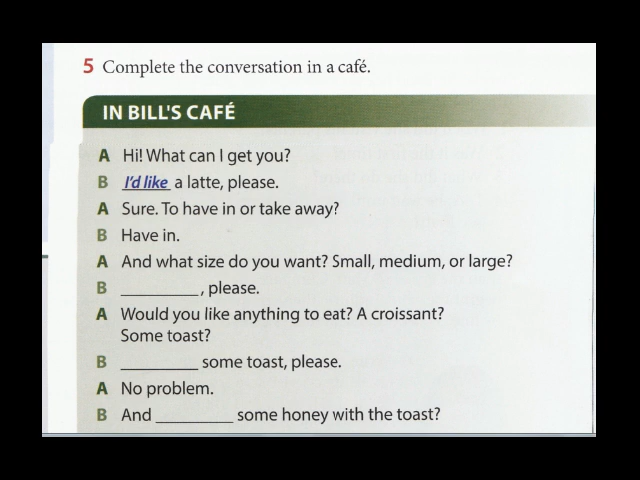 5 Complete the conversation in a café.
IN BILL'S CAFÉ
A Hi! What can I get you?
B I'd like a latte, please.
A Sure. To have in or take away?
B Have in.
A And what size do you want? Small, medium, or large?
B _________, please.
A Would you like anything to eat? A croissant?
Some toast?
B _________ some toast, please.
A No problem.
B And _________ some honey with the toast?